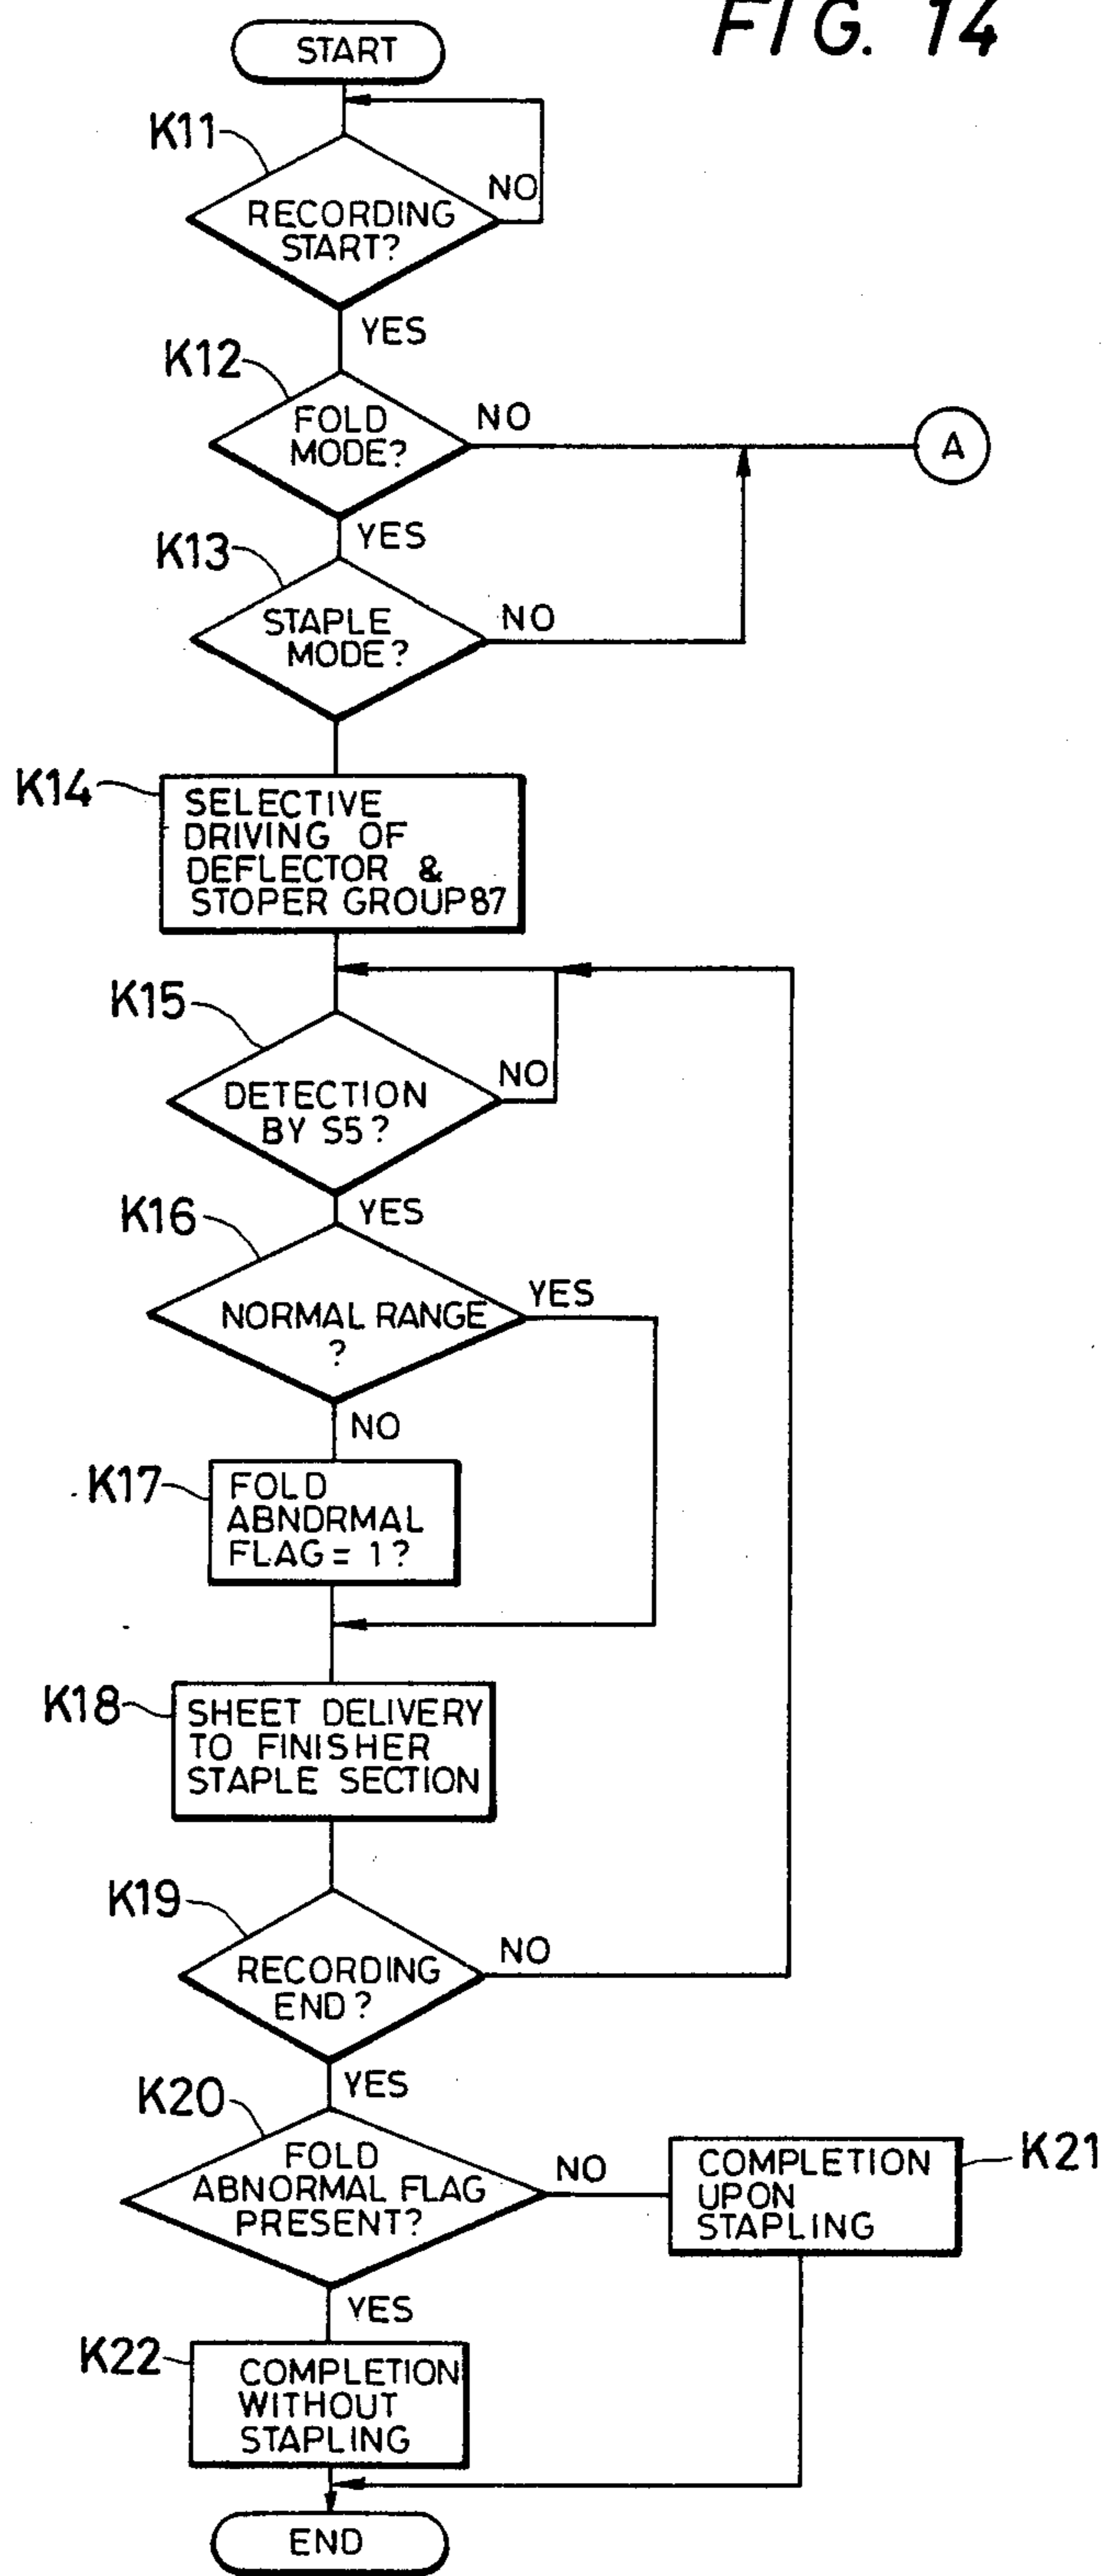 FIG. 14
START
K11
NO
RECORDING
START?
YES
K12
FOLD
MODE?
NO
A
YES
K13
STAPLE
MODE?
NO
K14
SELECTIVE
DRIVING OF
DEFLECTOR &
STOPER GROUP87
K15
NO
DETECTION
BY S5?
YES
K16
NORMAL RANGE
?
YES
NO
K17
FOLD
ABNDRMAL
FLAG = 1?
K18
SHEET DELIVERY
TO FINISHER
STAPLE SECTION
K19
NO
RECORDING
END?
YES
K20
FOLD
ABNORMAL FLAG
PRESENT?
NO
COMPLETION
UPON
STAPLING
K21
YES
K22
COMPLETION
WITHOUT
STAPLING
END